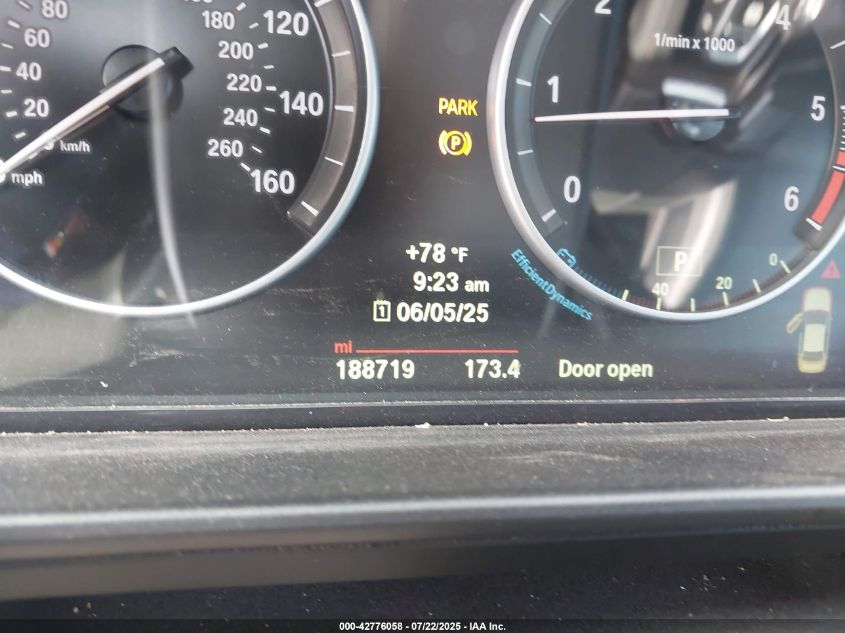 80
60
40
20
km/h
mph
180
200
220
240
260
120
140
160
PARK
P
+78 °F
9:23 am
1 06/05/25
mi
188719 173.4 Door open
1/min x 1000
0
1
2
4
5
6
P
EfficientDynamics
40 20 0
000-42776058 - 07/22/2025 - IAA Inc.